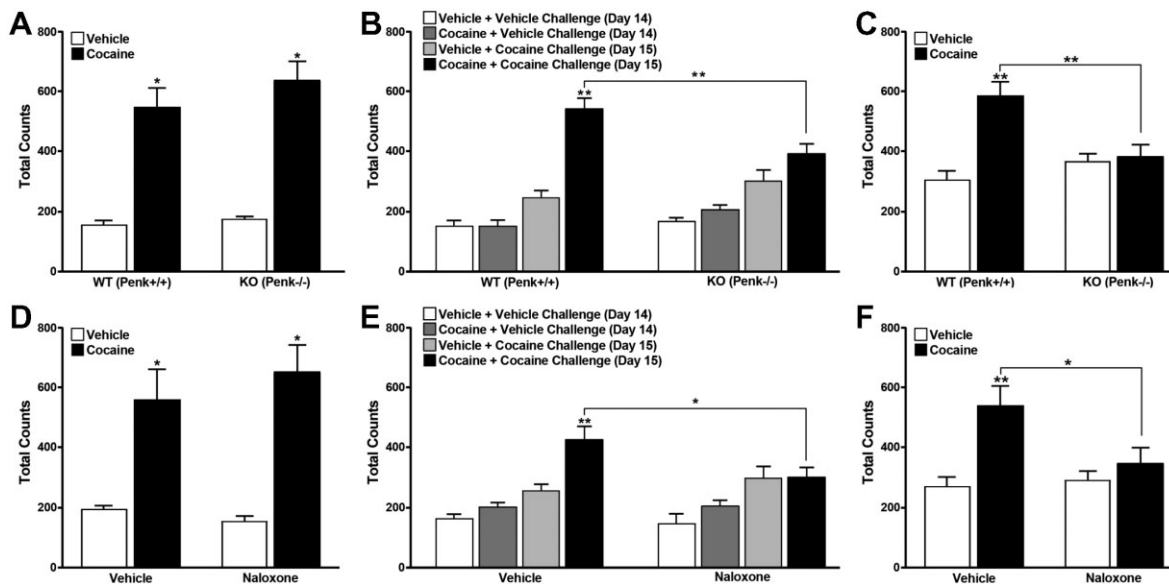 A
Vehicle
Cocaine
Total Counts
800
600
400
200
0
*
*
WT (Penk+/+)
KO (Penk-/-)
B
Vehicle + Vehicle Challenge (Day 14)
Cocaine + Vehicle Challenge (Day 14)
Vehicle + Cocaine Challenge (Day 15)
Cocaine + Cocaine Challenge (Day 15)
Total Counts
800
600
400
200
0
**
**
WT (Penk+/+)
KO (Penk-/-)
C
Vehicle
Cocaine
Total Counts
800
600
400
200
0
**
**
WT (Penk+/+)
KO (Penk-/-)
D
Vehicle
Cocaine
Total Counts
800
600
400
200
0
*
*
Vehicle
Naloxone
E
Vehicle + Vehicle Challenge (Day 14)
Cocaine + Vehicle Challenge (Day 14)
Vehicle + Cocaine Challenge (Day 15)
Cocaine + Cocaine Challenge (Day 15)
Total Counts
800
600
400
200
0
**
*
Vehicle
Naloxone
F
Vehicle
Cocaine
Total Counts
800
600
400
200
0
**
*
Vehicle
Naloxone